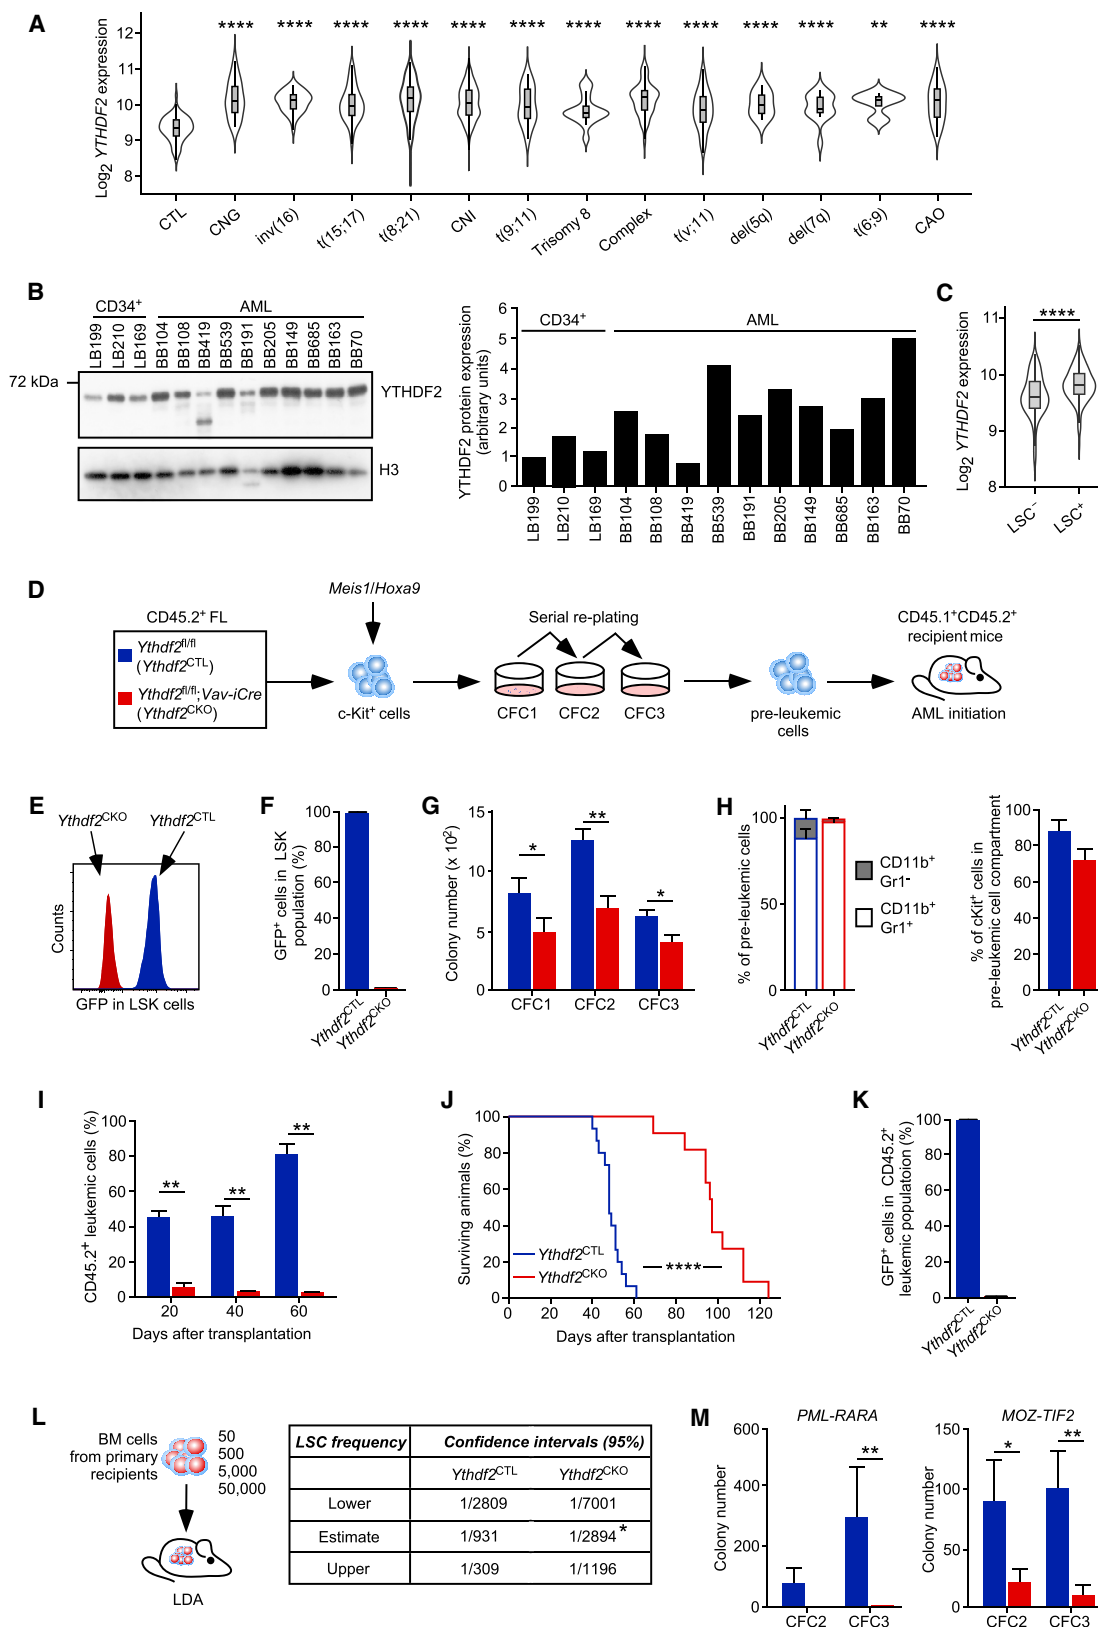 A
Log2 YTHDF2 expression
12
11
10
9
8
**** **** **** **** **** **** **** **** **** **** **** ** ****
CTL
CNG
inv(16)
t(15;17)
t(8;21)
CNI
t(9;11)
Trisomy 8
Complex
t(v;11)
del(5q)
del(7q)
t(6;9)
CAO
B
CD34+ AML
LB199
LB210
LB169
BB104
BB108
BB419
BB539
BB191
BB205
BB149
BB685
BB163
BB70
72 kDa
YTHDF2
H3
YTHDF2 protein expression
(arbitrary units)
6
5
4
3
2
1
0
CD34+ AML
LB199
LB210
LB169
BB104
BB108
BB419
BB539
BB191
BB205
BB149
BB685
BB163
BB70
C
Log2 YTHDF2 expression
11
10
9
8
****
LSC-
LSC+
D
CD45.2+ FL
Ythdf2fl/fl
(Ythdf2CTL)
Ythdf2fl/fl;Vav-iCre
(Ythdf2CKO)
Meis1/Hoxa9
c-Kit+ cells
Serial re-plating
CFC1 CFC2 CFC3
pre-leukemic
cells
CD45.1+CD45.2+
recipient mice
AML initiation
E
Ythdf2CKO Ythdf2CTL
Counts
GFP in LSK cells
F
GFP+ cells in LSK
population (%)
100
80
60
40
20
0
Ythdf2CTL
Ythdf2CKO
G
Colony number (x 102)
15
10
5
0
* ** *
CFC1 CFC2 CFC3
H
% of pre-leukemic cells
100
50
0
Ythdf2CTL
Ythdf2CKO
CD11b+
Gr1-
CD11b+
Gr1+
% of cKit+ cells in
pre-leukemic cell compartment
100
80
60
40
20
0
Ythdf2CTL
Ythdf2CKO
I
CD45.2+ leukemic cells (%)
100
80
60
40
20
0
** ** **
20 40 60
Days after transplantation
J
Surviving animals (%)
100
80
60
40
20
0
Ythdf2CTL
Ythdf2CKO
****
0 20 40 60 80 100 120
Days after transplantation
K
GFP+ cells in CD45.2+
leukemic populatoion (%)
100
80
60
40
20
0
Ythdf2CTL
Ythdf2CKO
L
BM cells
from primary
recipients
50
500
5,000
50,000
LDA
LSC frequency Confidence intervals (95%)
Ythdf2CTL Ythdf2CKO
Lower 1/2809 1/7001
Estimate 1/931 1/2894*
Upper 1/309 1/1196
M
PML-RARA
Colony number
600
400
200
0
**
CFC2 CFC3
MOZ-TIF2
Colony number
150
100
50
0
* **
CFC2 CFC3